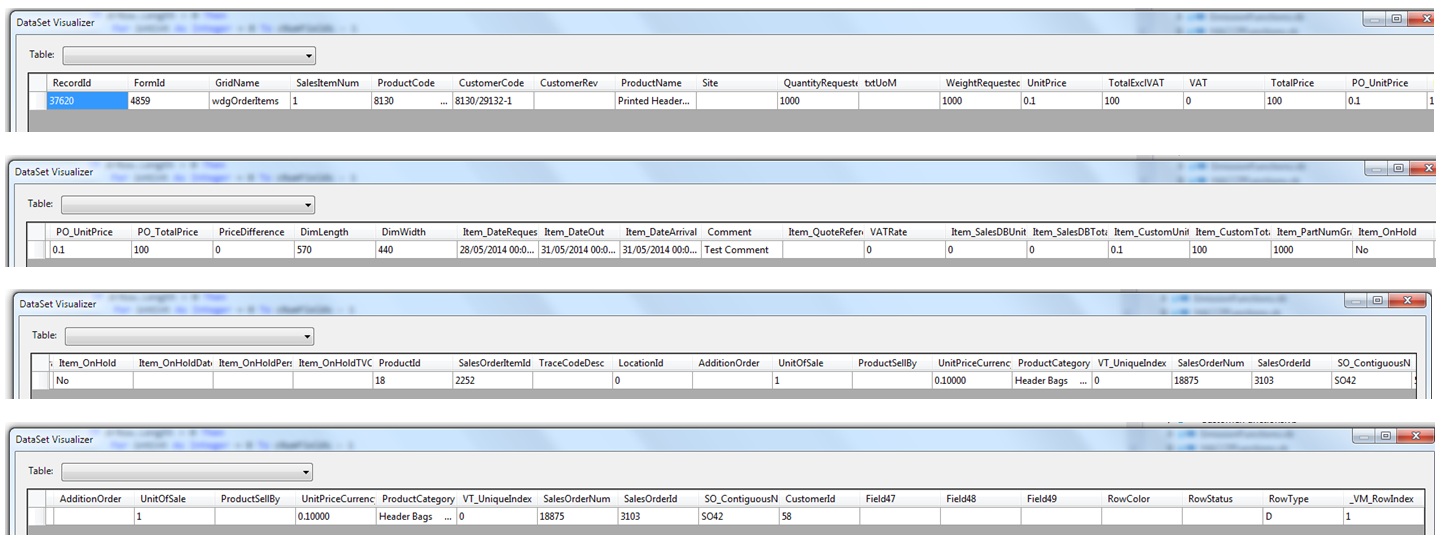 DataSet Visualizer
Table:
RecordId FormId GridName SalesItemNum ProductCode CustomerCode CustomerRev ProductName Site QuantityRequeste txtUoM WeightRequested UnitPrice TotalExclVAT VAT TotalPrice PO_UnitPrice
37620 4859 wdgOrderItems 1 8130 ... 8130/29132-1 Printed Header... 1000 1000 0.1 100 0 100 0.1 1
DataSet Visualizer
Table:
PO_UnitPrice PO_TotalPrice PriceDifference DimLength DimWidth Item_DateReques Item_DateOut Item_DateArrival Comment Item_QuoteRefere VATRate Item_SalesDBUnit Item_SalesDBTota Item_CustomUnit Item_CustomTota Item_PartNumGra Item_OnHold
0.1 100 0 570 440 28/05/2014 00:0... 31/05/2014 00:0... 31/05/2014 00:0... Test Comment 0 0 0 0.1 100 1000 No
DataSet Visualizer
Table:
Item_OnHold Item_OnHoldDate Item_OnHoldPers Item_OnHoldTVC ProductId SalesOrderItemId TraceCodeDesc LocationId AdditionOrder UnitOfSale ProductSellBy UnitPriceCurrenc ProductCategory VT_UniqueIndex SalesOrderNum SalesOrderId SO_ContiguousN
No 18 2252 0 1 0.10000 Header Bags ... 0 18875 3103 SO42
DataSet Visualizer
Table:
AdditionOrder UnitOfSale ProductSellBy UnitPriceCurrenc ProductCategory VT_UniqueIndex SalesOrderNum SalesOrderId SO_ContiguousN CustomerId Field47 Field48 Field49 RowColor RowStatus RowType _VM_RowIndex
1 0.10000 Header Bags ... 0 18875 3103 SO42 58 D 1